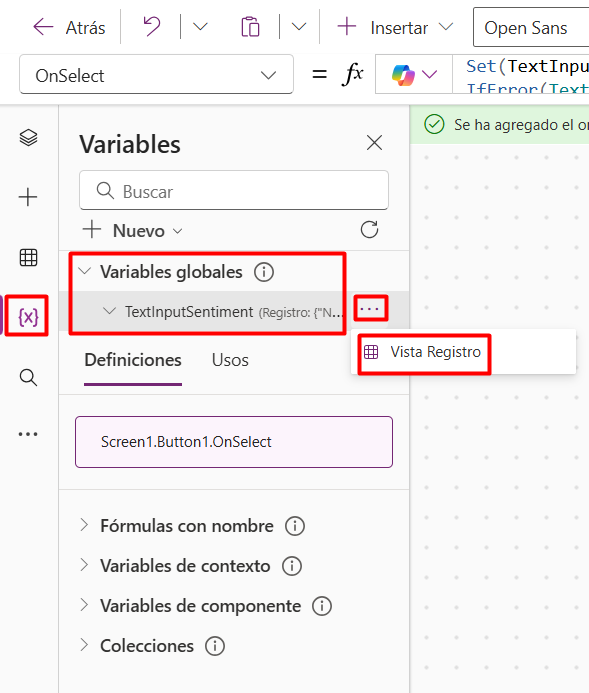 Atrás
Insertar
Open Sans
OnSelect
= fx
Set(TextInpu
IfError(Text
Variables
Se ha agregado el o
Buscar
Nuevo
Variables globales
TextInputSentiment (Registro: {"N...
Vista Registro
Definiciones Usos
Screen1.Button1.OnSelect
Fórmulas con nombre
Variables de contexto
Variables de componente
Colecciones